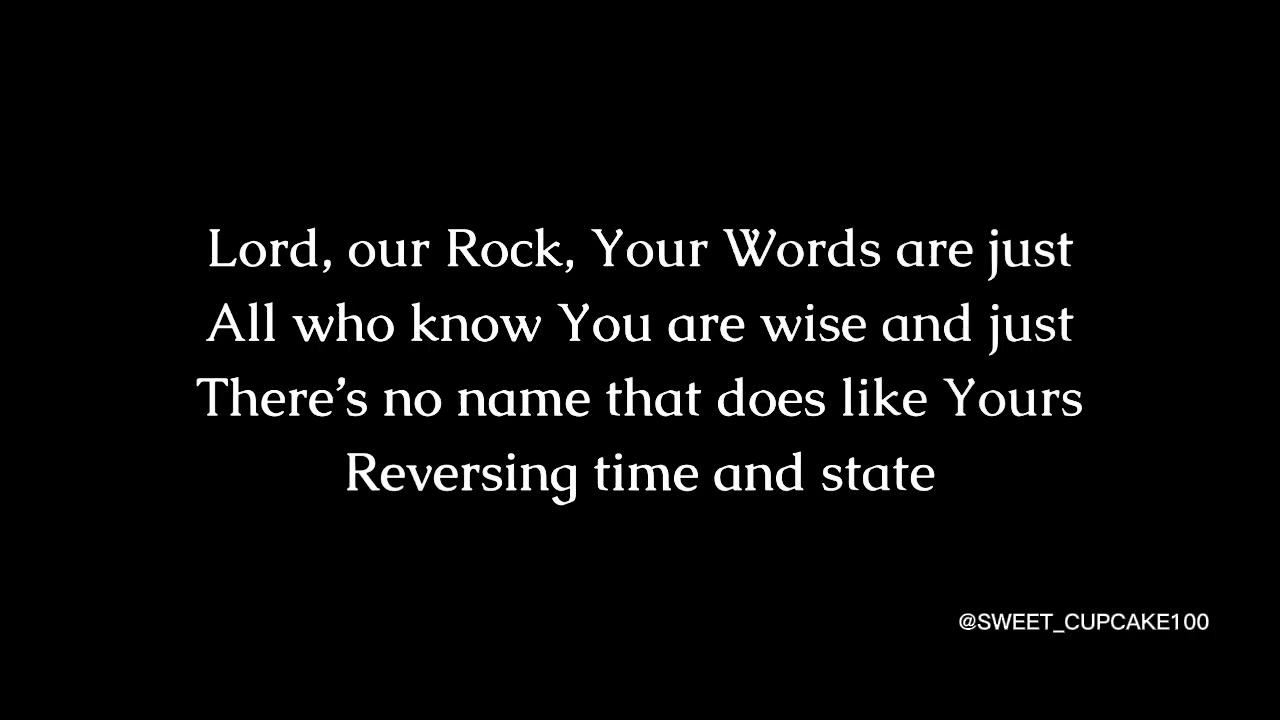 Lord, our Rock, Your Words are just
All who know You are wise and just
There’s no name that does like Yours
Reversing time and state
@SWEET_CUPCAKE100